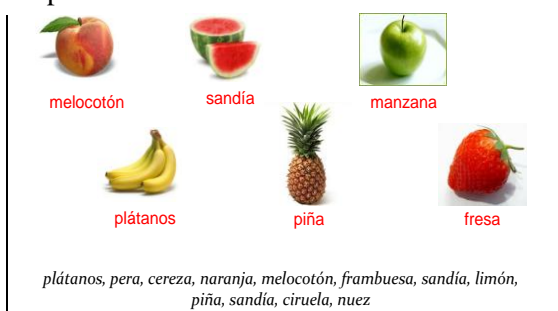 melocotón
sandía
manzana
plátanos
piña
fresa
plátanos, pera, cereza, naranja, melocotón, frambuesa, sandía, limón,
piña, sandía, ciruela, nuez